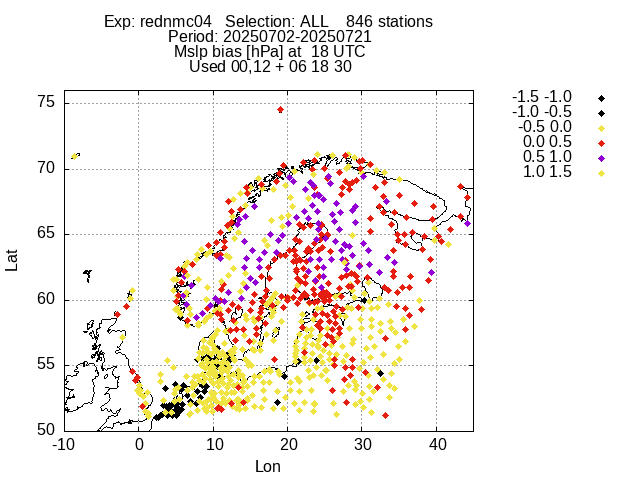 Exp: rednmc04   Selection: ALL    846 stations
Period: 20250702-20250721
Mslp bias [hPa] at  18 UTC
Used 00,12 + 06 18 30
-1.5 -1.0
-1.0 -0.5
-0.5 0.0
0.0 0.5
0.5 1.0
1.0 1.5
75
70
65
60
55
50
Lat
-10 0 10 20 30 40
Lon